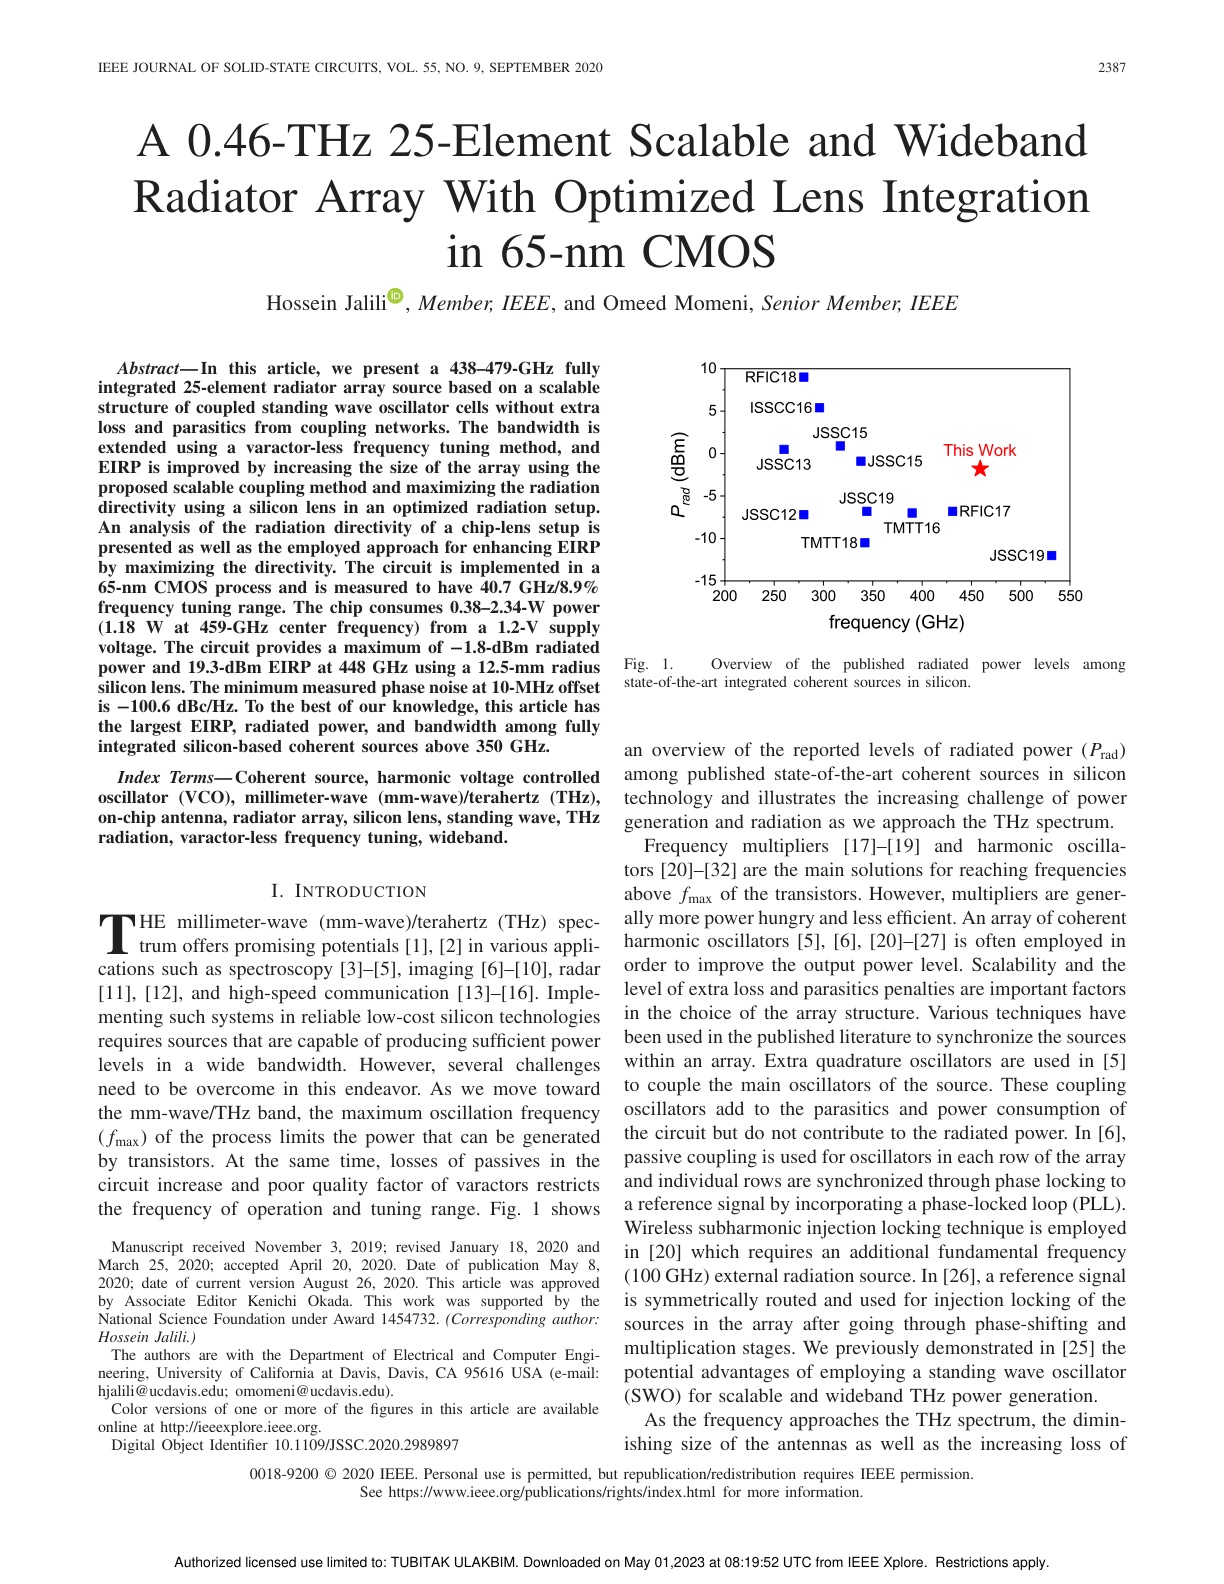 IEEE JOURNAL OF SOLID-STATE CIRCUITS, VOL. 55, NO. 9, SEPTEMBER 2020
2387
A 0.46-THz 25-Element Scalable and Wideband
Radiator Array With Optimized Lens Integration
in 65-nm CMOS
Hossein Jalili iD, Member, IEEE, and Omeed Momeni, Senior Member, IEEE
Abstract—In this article, we present a 438–479-GHz fully
integrated 25-element radiator array source based on a scalable
structure of coupled standing wave oscillator cells without extra
loss and parasitics from coupling networks. The bandwidth is
extended using a varactor-less frequency tuning method, and
EIRP is improved by increasing the size of the array using the
proposed scalable coupling method and maximizing the radiation
directivity using a silicon lens in an optimized radiation setup.
An analysis of the radiation directivity of a chip-lens setup is
presented as well as the employed approach for enhancing EIRP
by maximizing the directivity. The circuit is implemented in a
65-nm CMOS process and is measured to have 40.7 GHz/8.9%
frequency tuning range. The chip consumes 0.38–2.34-W power
(1.18 W at 459-GHz center frequency) from a 1.2-V supply
voltage. The circuit provides a maximum of −1.8-dBm radiated
power and 19.3-dBm EIRP at 448 GHz using a 12.5-mm radius
silicon lens. The minimum measured phase noise at 10-MHz offset
is −100.6 dBc/Hz. To the best of our knowledge, this article has
the largest EIRP, radiated power, and bandwidth among fully
integrated silicon-based coherent sources above 350 GHz.
Index Terms—Coherent source, harmonic voltage controlled
oscillator (VCO), millimeter-wave (mm-wave)/terahertz (THz),
on-chip antenna, radiator array, silicon lens, standing wave, THz
radiation, varactor-less frequency tuning, wideband.
I. INTRODUCTION
THE millimeter-wave (mm-wave)/terahertz (THz) spec-
trum offers promising potentials [1], [2] in various appli-
cations such as spectroscopy [3]–[5], imaging [6]–[10], radar
[11], [12], and high-speed communication [13]–[16]. Imple-
menting such systems in reliable low-cost silicon technologies
requires sources that are capable of producing sufficient power
levels in a wide bandwidth. However, several challenges
need to be overcome in this endeavor. As we move toward
the mm-wave/THz band, the maximum oscillation frequency
(fmax) of the process limits the power that can be generated
by transistors. At the same time, losses of passives in the
circuit increase and poor quality factor of varactors restricts
the frequency of operation and tuning range. Fig. 1 shows
Manuscript received November 3, 2019; revised January 18, 2020 and
March 25, 2020; accepted April 20, 2020. Date of publication May 8,
2020; date of current version August 26, 2020. This article was approved
by Associate Editor Kenichi Okada. This work was supported by the
National Science Foundation under Award 1454732. (Corresponding author:
Hossein Jalili.)
The authors are with the Department of Electrical and Computer Engi-
neering, University of California at Davis, Davis, CA 95616 USA (e-mail:
hjalili@ucdavis.edu; omomeni@ucdavis.edu).
Color versions of one or more of the figures in this article are available
online at http://ieeexplore.ieee.org.
Digital Object Identifier 10.1109/JSSC.2020.2989897
10
5
0
-5
-10
-15
Prad (dBm)
RFIC18
ISSCC16
JSSC15
JSSC13
JSSC15
This Work
JSSC19
JSSC12
RFIC17
TMTT16
TMTT18
JSSC19
200 250 300 350 400 450 500 550
frequency (GHz)
Fig. 1. Overview of the published radiated power levels among
state-of-the-art integrated coherent sources in silicon.
an overview of the reported levels of radiated power (Prad)
among published state-of-the-art coherent sources in silicon
technology and illustrates the increasing challenge of power
generation and radiation as we approach the THz spectrum.
Frequency multipliers [17]–[19] and harmonic oscilla-
tors [20]–[32] are the main solutions for reaching frequencies
above fmax of the transistors. However, multipliers are gener-
ally more power hungry and less efficient. An array of coherent
harmonic oscillators [5], [6], [20]–[27] is often employed in
order to improve the output power level. Scalability and the
level of extra loss and parasitics penalties are important factors
in the choice of the array structure. Various techniques have
been used in the published literature to synchronize the sources
within an array. Extra quadrature oscillators are used in [5]
to couple the main oscillators of the source. These coupling
oscillators add to the parasitics and power consumption of
the circuit but do not contribute to the radiated power. In [6],
passive coupling is used for oscillators in each row of the array
and individual rows are synchronized through phase locking to
a reference signal by incorporating a phase-locked loop (PLL).
Wireless subharmonic injection locking technique is employed
in [20] which requires an additional fundamental frequency
(100 GHz) external radiation source. In [26], a reference signal
is symmetrically routed and used for injection locking of the
sources in the array after going through phase-shifting and
multiplication stages. We previously demonstrated in [25] the
potential advantages of employing a standing wave oscillator
(SWO) for scalable and wideband THz power generation.
As the frequency approaches the THz spectrum, the dimin-
ishing size of the antennas as well as the increasing loss of
0018-9200 © 2020 IEEE. Personal use is permitted, but republication/redistribution requires IEEE permission.
See https://www.ieee.org/publications/rights/index.html for more information.
Authorized licensed use limited to: TUBITAK ULAKBIM. Downloaded on May 01,2023 at 08:19:52 UTC from IEEE Xplore. Restrictions apply.